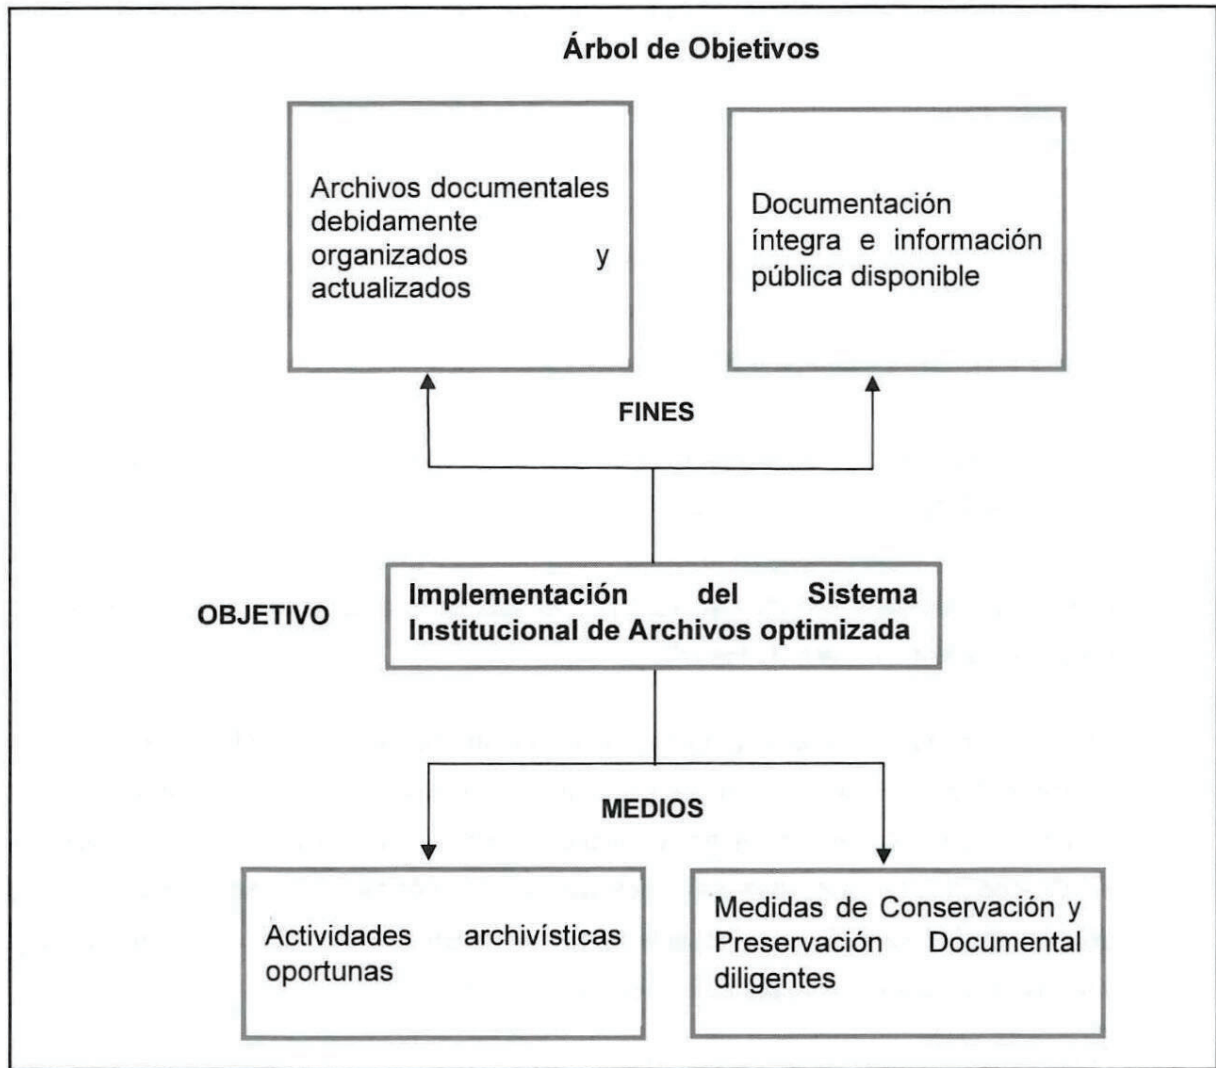 Árbol de Objetivos
Archivos documentales
debidamente
organizados y
actualizados
Documentación
íntegra e información
pública disponible
FINES
OBJETIVO
Implementación del Sistema
Institucional de Archivos optimizada
MEDIOS
Actividades archivísticas
oportunas
Medidas de Conservación y
Preservación Documental
diligentes